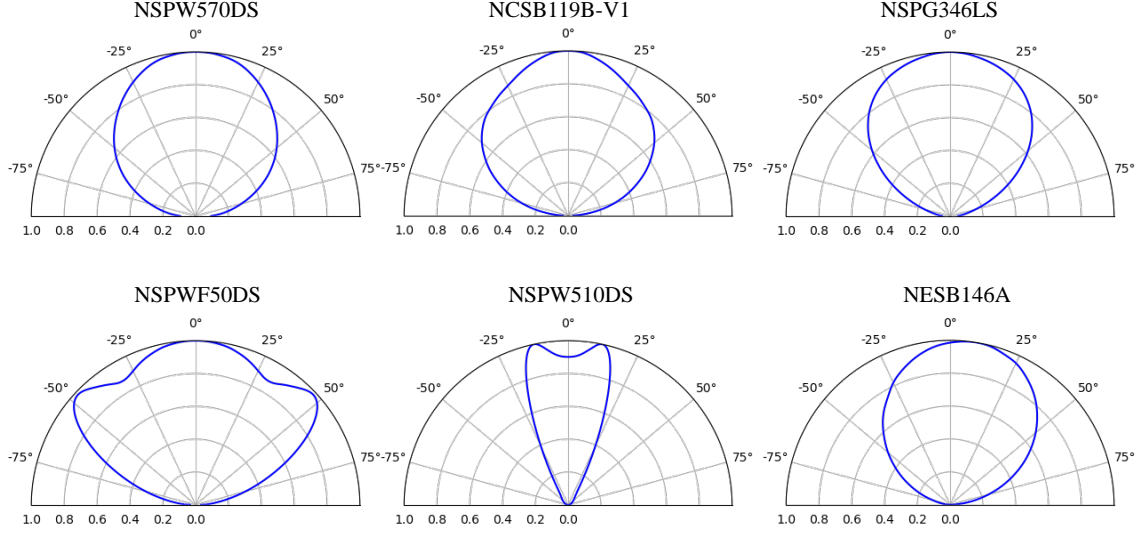 NSPW570DS NCSB119B-V1 NSPG346LS
0° 0° 0°
-25° 25° -25° 25° -25° 25°
-50° 50° -50° 50° -50° 50°
-75° 75° -75° 75° -75° 75°
1.0 0.8 0.6 0.4 0.2 0.0 1.0 0.8 0.6 0.4 0.2 0.0 1.0 0.8 0.6 0.4 0.2 0.0
NSPWF50DS NSPW510DS NESB146A
0° 0° 0°
-25° 25° -25° 25° -25° 25°
-50° 50° -50° 50° -50° 50°
-75° 75° -75° 75° -75° 75°
1.0 0.8 0.6 0.4 0.2 0.0 1.0 0.8 0.6 0.4 0.2 0.0 1.0 0.8 0.6 0.4 0.2 0.0